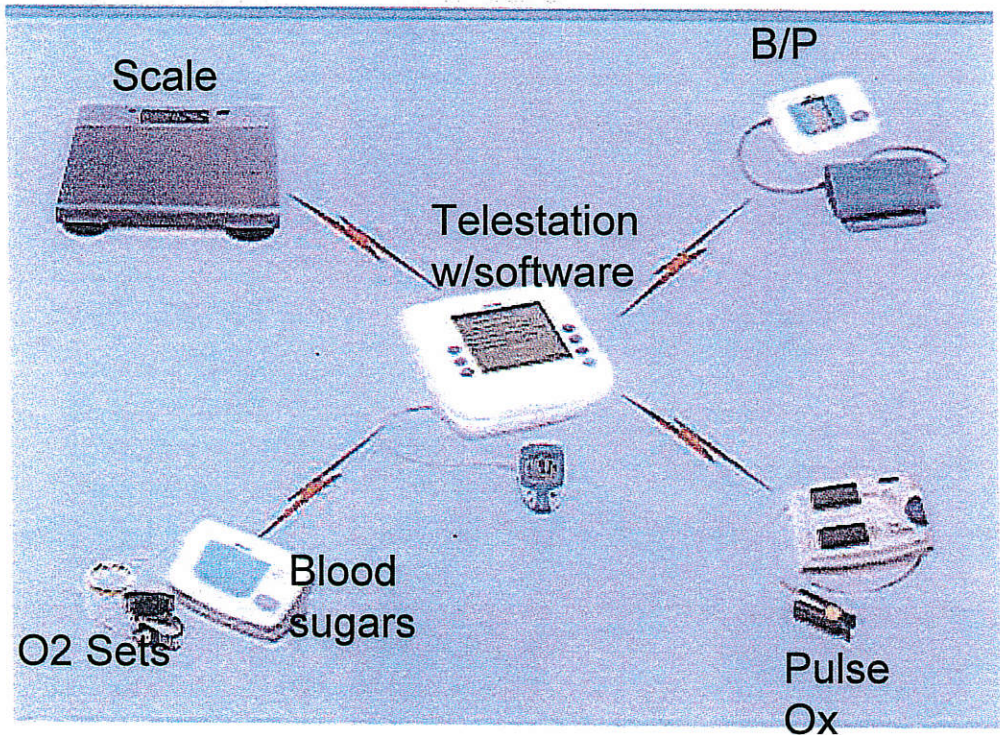 Scale
B/P
Telestation
w/software
Blood
sugars
O2 Sets
Pulse
Ox